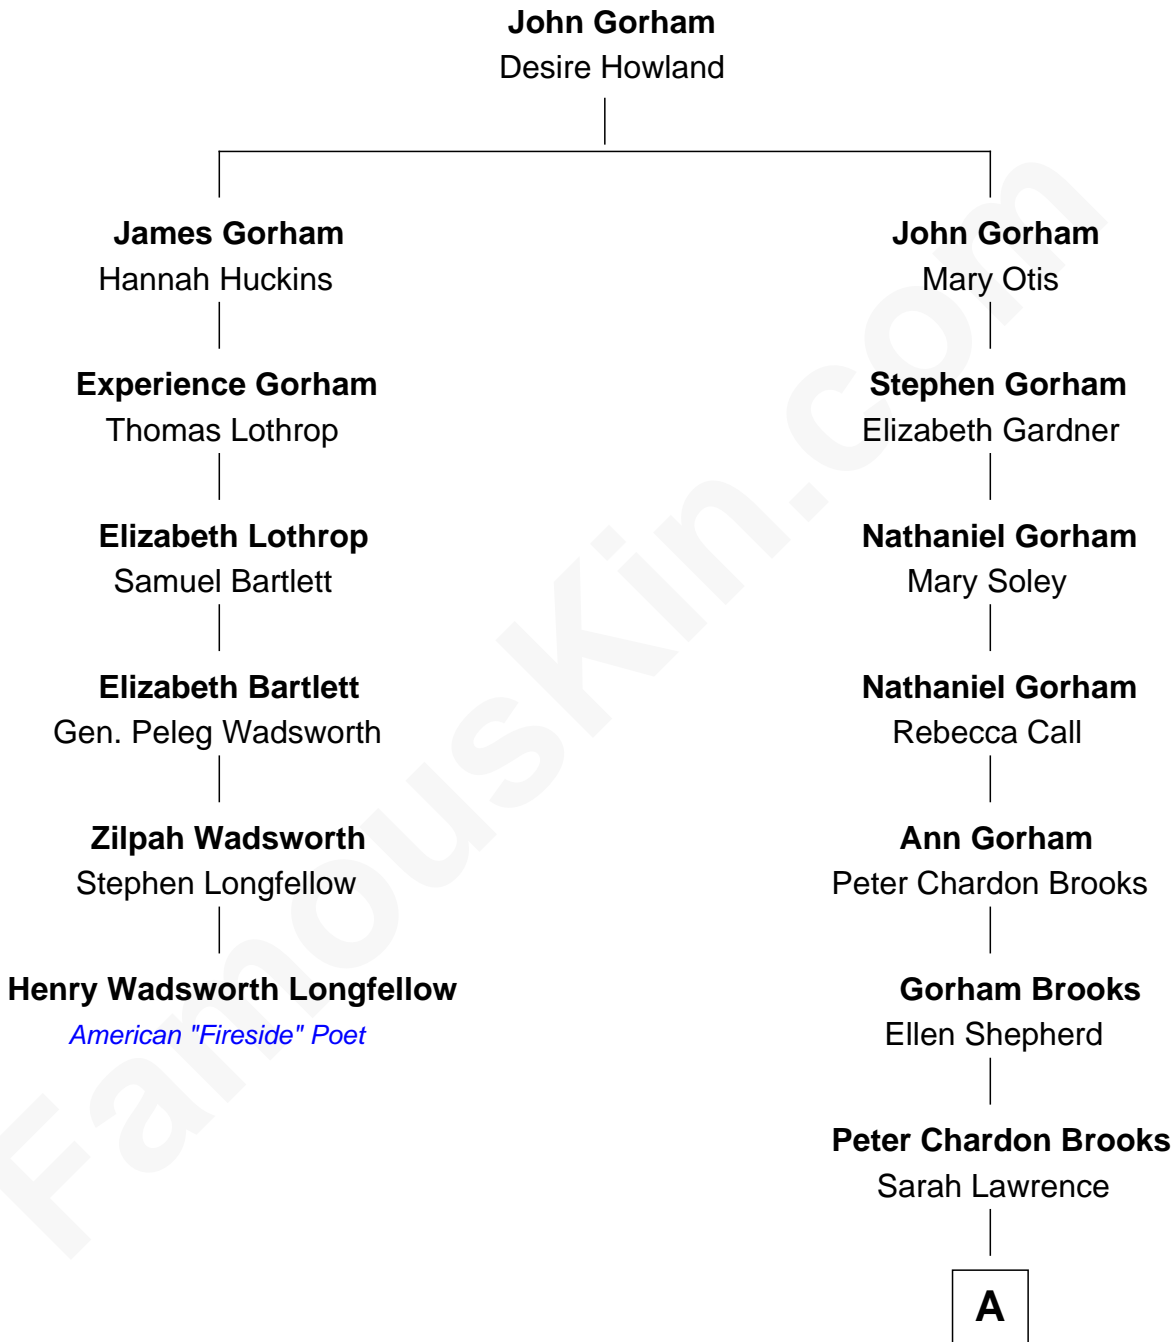 John Gorham
Desire Howland
James Gorham
Hannah Huckins
John Gorham
Mary Otis
Experience Gorham
Thomas Lothrop
Stephen Gorham
Elizabeth Gardner
Elizabeth Lothrop
Samuel Bartlett
Nathaniel Gorham
Mary Soley
Elizabeth Bartlett
Gen. Peleg Wadsworth
Nathaniel Gorham
Rebecca Call
Zilpah Wadsworth
Stephen Longfellow
Ann Gorham
Peter Chardon Brooks
Henry Wadsworth Longfellow
American "Fireside" Poet
Gorham Brooks
Ellen Shepherd
Peter Chardon Brooks
Sarah Lawrence
A
FamousKin.com